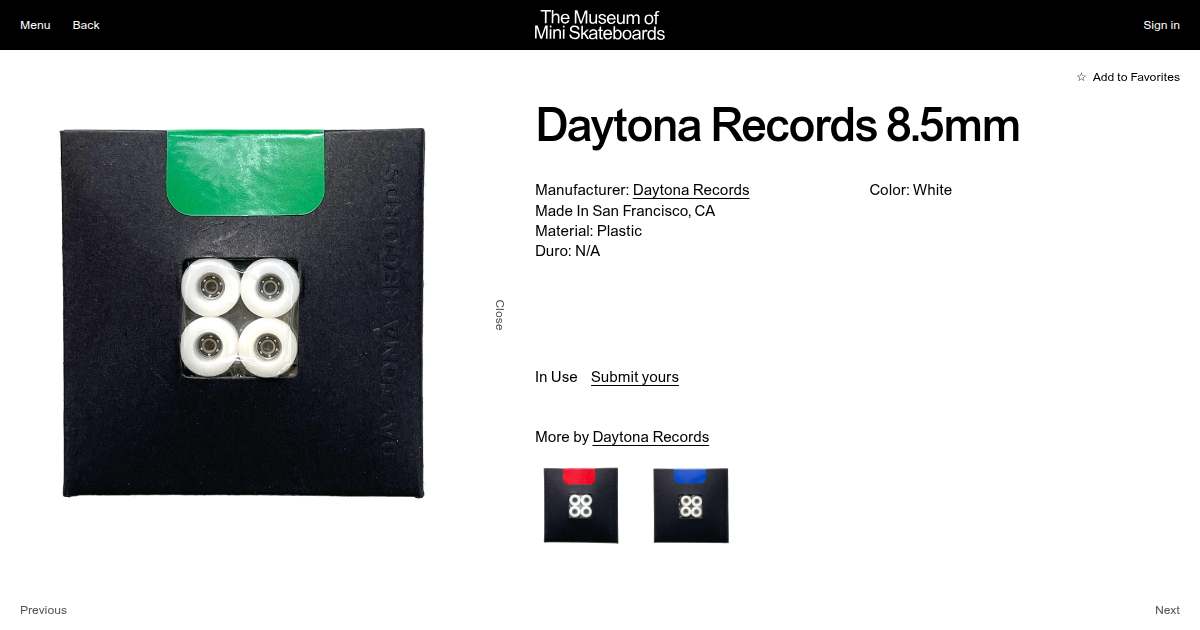 Menu
Back
The Museum of
Mini Skateboards
Sign in
☆ Add to Favorites
Daytona Records 8.5mm
Manufacturer: Daytona Records
Made In San Francisco, CA
Material: Plastic
Duro: N/A
Color: White
DAYTONA RECORDS
Close
In Use Submit yours
More by Daytona Records
Previous
Next